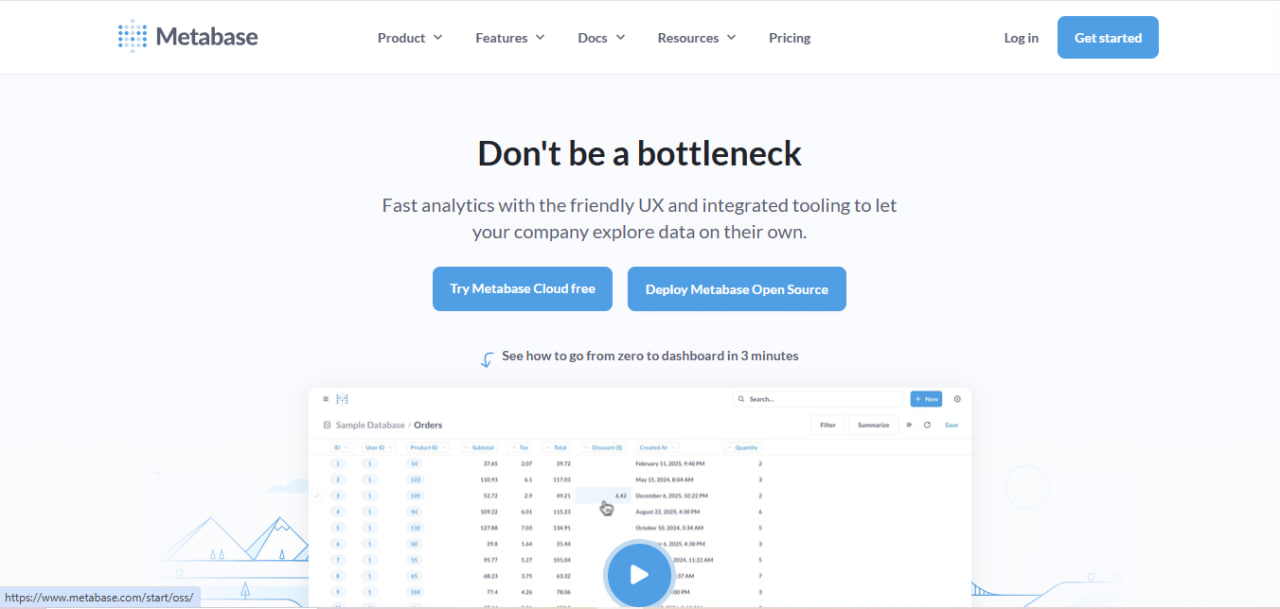 Metabase
Product
Features
Docs
Resources
Pricing
Log in
Get started
Don't be a bottleneck
Fast analytics with the friendly UX and integrated tooling to let
your company explore data on their own.
Try Metabase Cloud free
Deploy Metabase Open Source
See how to go from zero to dashboard in 3 minutes
Search...
+ New
Sample Database / Orders
Filter
Summarize
Save
ID User ID Product ID Subtotal Tax Total Discount ($) Created At Quantity
1 1 14 37.65 2.07 39.72 February 11, 2025, 9:40 PM 2
2 1 123 110.93 6.1 117.03 May 15, 2024, 8:04 AM 3
3 1 105 52.72 2.9 49.21 6.42 December 6, 2025, 10:22 PM 2
4 1 94 109.22 6.01 115.23 August 22, 2025, 4:30 PM 6
5 1 132 127.88 7.03 134.91 October 10, 2024, 3:34 AM 5
6 1 60 29.8 1.64 31.44 6, 2025, 4:38 PM 3
7 1 55 95.77 5.27 101.04 2024, 11:22 AM 5
8 1 65 68.23 3.75 63.32 :37 AM 7
9 1 184 77.4 4.26 78.06 :00 PM 3
https://www.metabase.com/start/oss/